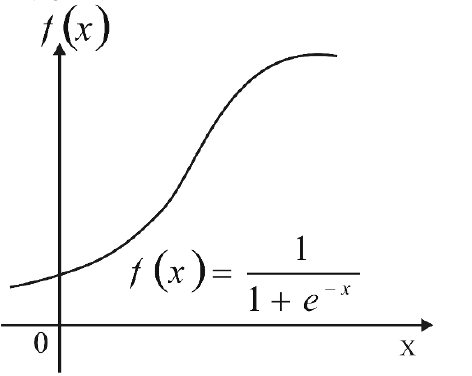 f(x)
f(x) = 1 / (1 + e^{-x})
0
x